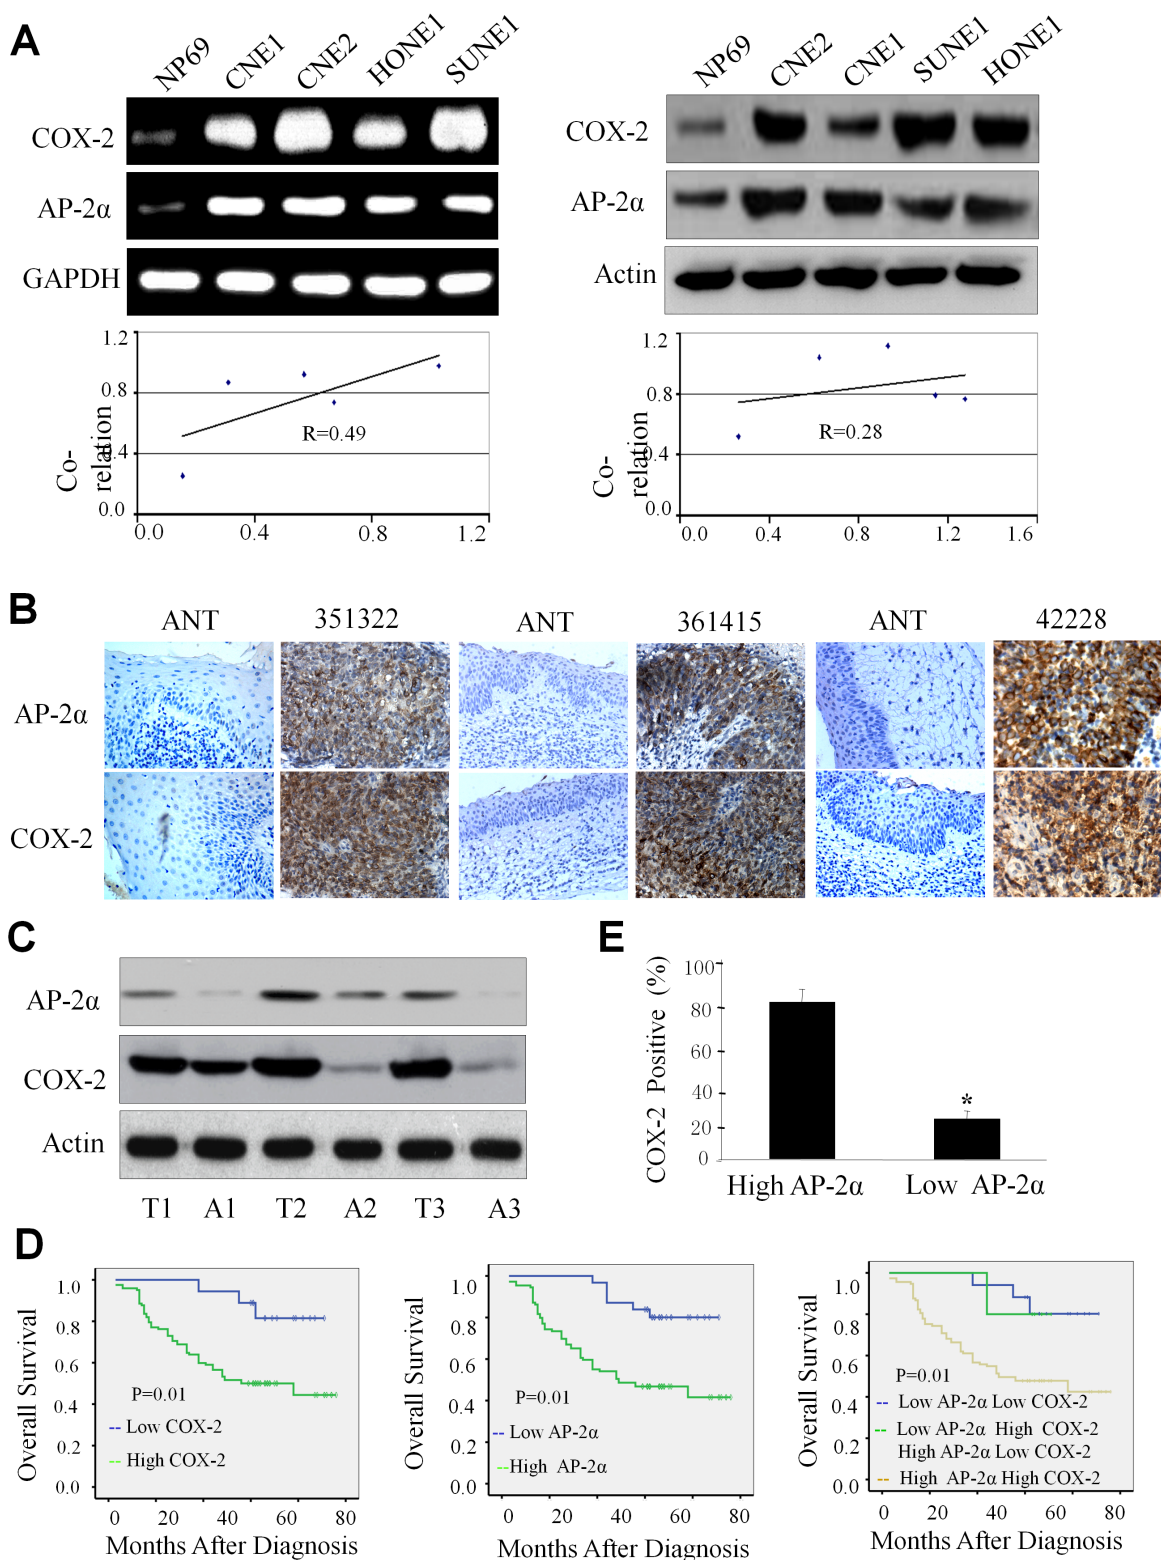 A
NP69 CNE1 CNE2 HONE1 SUNE1
COX-2
AP-2α
GAPDH
1.2
0.8
0.4
0.0
Co-
relation
R=0.49
0.0 0.4 0.8 1.2
NP69 CNE2 CNE1 SUNE1 HONE1
COX-2
AP-2α
Actin
1.2
0.8
0.4
0.0
Co-
relation
R=0.28
0.0 0.4 0.8 1.2 1.6
B
ANT 351322 ANT 361415 ANT 42228
AP-2α
COX-2
C
AP-2α
COX-2
Actin
T1 A1 T2 A2 T3 A3
E
COX-2 Positive (%)
100
80
60
40
20
0
*
High AP-2α Low AP-2α
D
Overall Survival
1.0
0.8
0.6
0.4
0.2
0.0
P=0.01
Low COX-2
High COX-2
0 20 40 60 80
Months After Diagnosis
Overall Survival
1.0
0.8
0.6
0.4
0.2
0.0
P=0.01
Low AP-2α
High AP-2α
0 20 40 60 80
Months After Diagnosis
Overall Survival
1.0
0.8
0.6
0.4
0.2
0.0
P=0.01
Low AP-2α Low COX-2
Low AP-2α High COX-2
High AP-2α Low COX-2
High AP-2α High COX-2
0 20 40 60 80
Months After Diagnosis